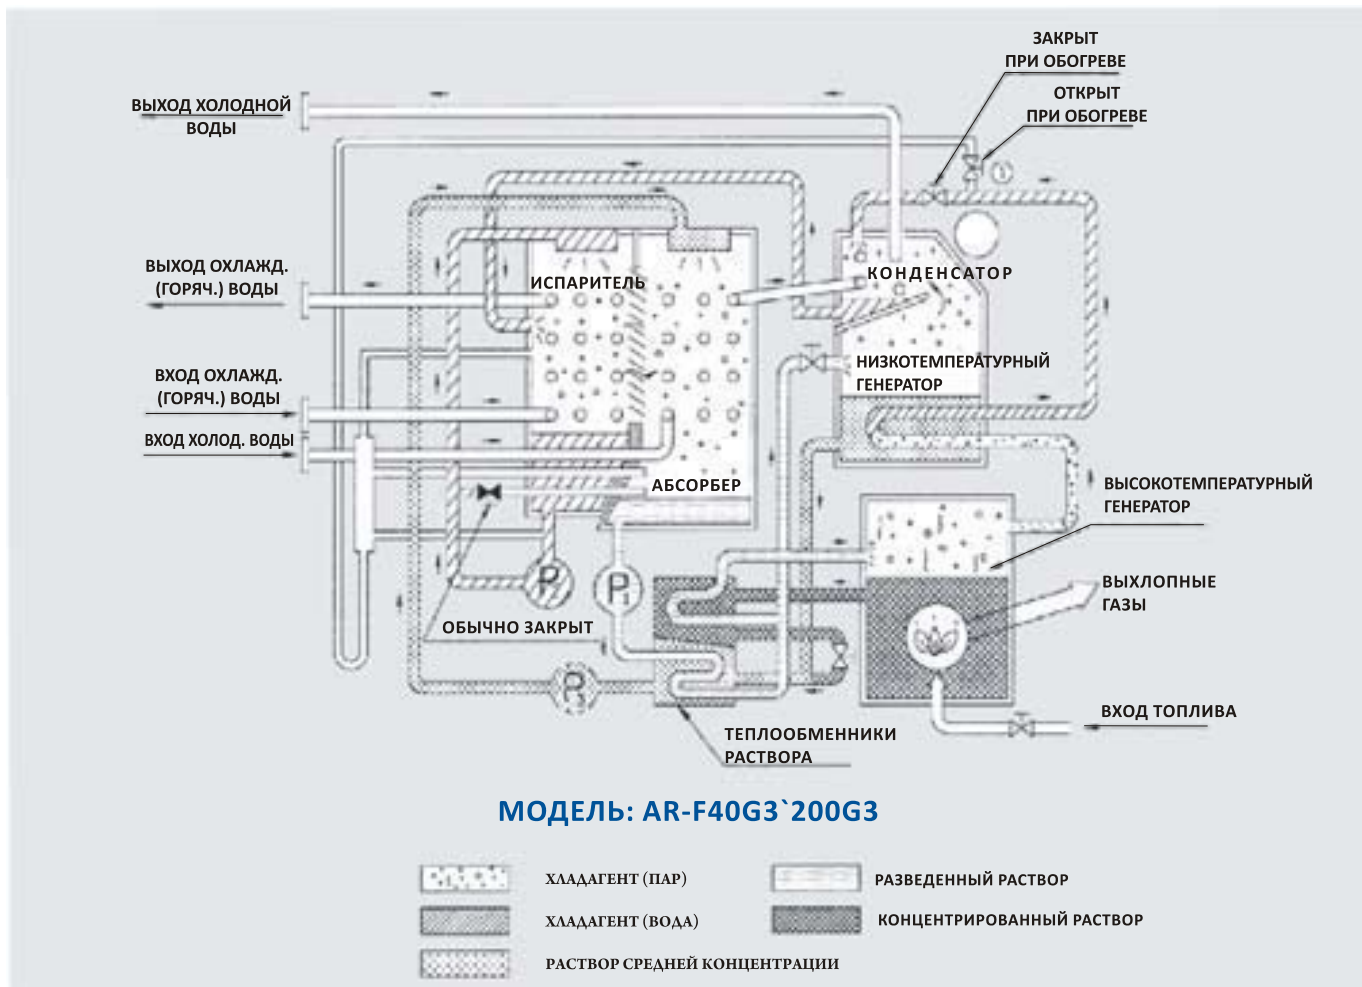 ЗАКРЫТ
ПРИ ОБОГРЕВЕ
ОТКРЫТ
ПРИ ОБОГРЕВЕ
ВЫХОД ХОЛОДНОЙ
ВОДЫ
1
ВЫХОД ОХЛАЖД.
(ГОРЯЧ.) ВОДЫ
ИСПАРИТЕЛЬ
КОНДЕНСАТОР
ВХОД ОХЛАЖД.
(ГОРЯЧ.) ВОДЫ
НИЗКОТЕМПЕРАТУРНЫЙ
ГЕНЕРАТОР
ВХОД ХОЛОД. ВОДЫ
АБСОРБЕР
ВЫСОКОТЕМПЕРАТУРНЫЙ
ГЕНЕРАТОР
P
P1
ВЫХЛОПНЫЕ
ГАЗЫ
ОБЫЧНО ЗАКРЫТ
ВХОД ТОПЛИВА
ТЕПЛООБМЕННИКИ
РАСТВОРА
МОДЕЛЬ: AR-F40G3`200G3
ХЛАДАГЕНТ (ПАР)
РАЗВЕДЕННЫЙ РАСТВОР
ХЛАДАГЕНТ (ВОДА)
КОНЦЕНТРИРОВАННЫЙ РАСТВОР
РАСТВОР СРЕДНЕЙ КОНЦЕНТРАЦИИ